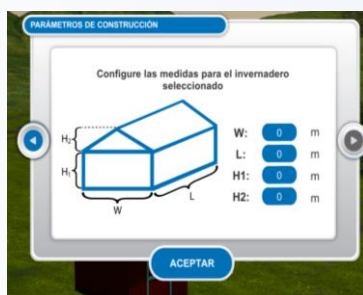 PARÁMETROS DE CONSTRUCCIÓN
Configure las medidas para el invernadero
seleccionado
H2
H1
W
L
W: 0 m
L: 0 m
H1: 0 m
H2: 0 m
ACEPTAR